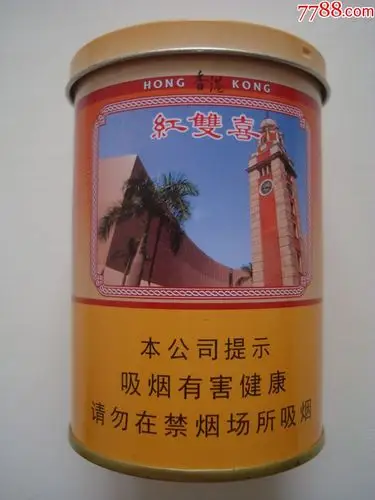 7788.com
HONG 香港 KONG
紅雙喜
本公司提示
吸烟有害健康
请勿在禁烟场所吸烟